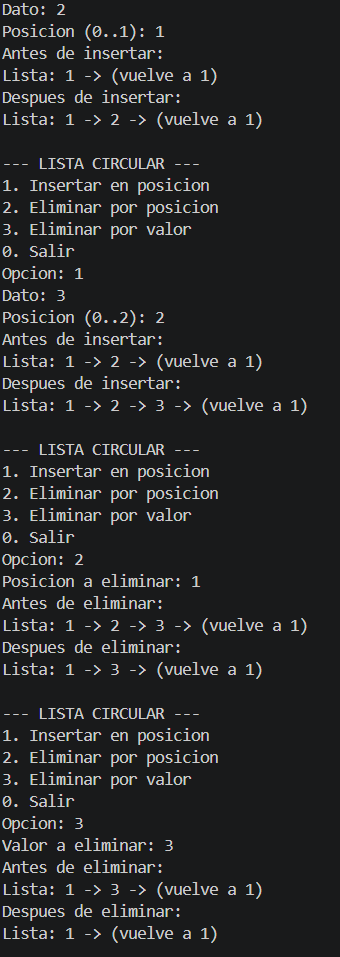 Dato: 2
Posicion (0..1): 1
Antes de insertar:
Lista: 1 -> (vuelve a 1)
Despues de insertar:
Lista: 1 -> 2 -> (vuelve a 1)

--- LISTA CIRCULAR ---
1. Insertar en posicion
2. Eliminar por posicion
3. Eliminar por valor
0. Salir
Opcion: 1
Dato: 3
Posicion (0..2): 2
Antes de insertar:
Lista: 1 -> 2 -> (vuelve a 1)
Despues de insertar:
Lista: 1 -> 2 -> 3 -> (vuelve a 1)

--- LISTA CIRCULAR ---
1. Insertar en posicion
2. Eliminar por posicion
3. Eliminar por valor
0. Salir
Opcion: 2
Posicion a eliminar: 1
Antes de eliminar:
Lista: 1 -> 2 -> 3 -> (vuelve a 1)
Despues de eliminar:
Lista: 1 -> 3 -> (vuelve a 1)

--- LISTA CIRCULAR ---
1. Insertar en posicion
2. Eliminar por posicion
3. Eliminar por valor
0. Salir
Opcion: 3
Valor a eliminar: 3
Antes de eliminar:
Lista: 1 -> 3 -> (vuelve a 1)
Despues de eliminar:
Lista: 1 -> (vuelve a 1)